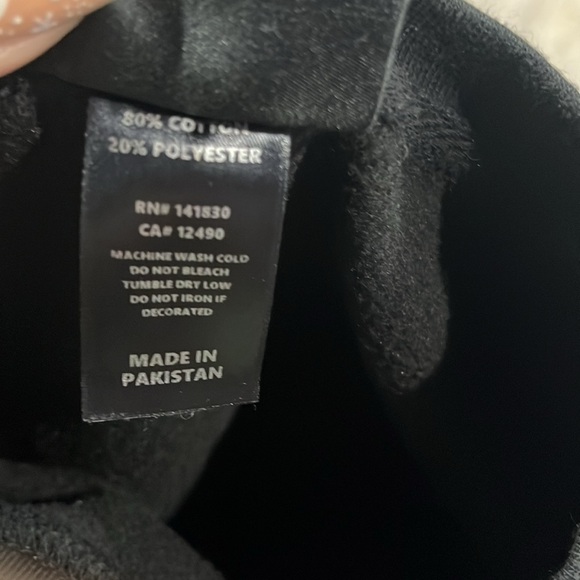 80% COTTON
20% POLYESTER
RN# 141830
CA# 12490
MACHINE WASH COLD
DO NOT BLEACH
TUMBLE DRY LOW
DO NOT IRON IF
DECORATED
MADE IN
PAKISTAN